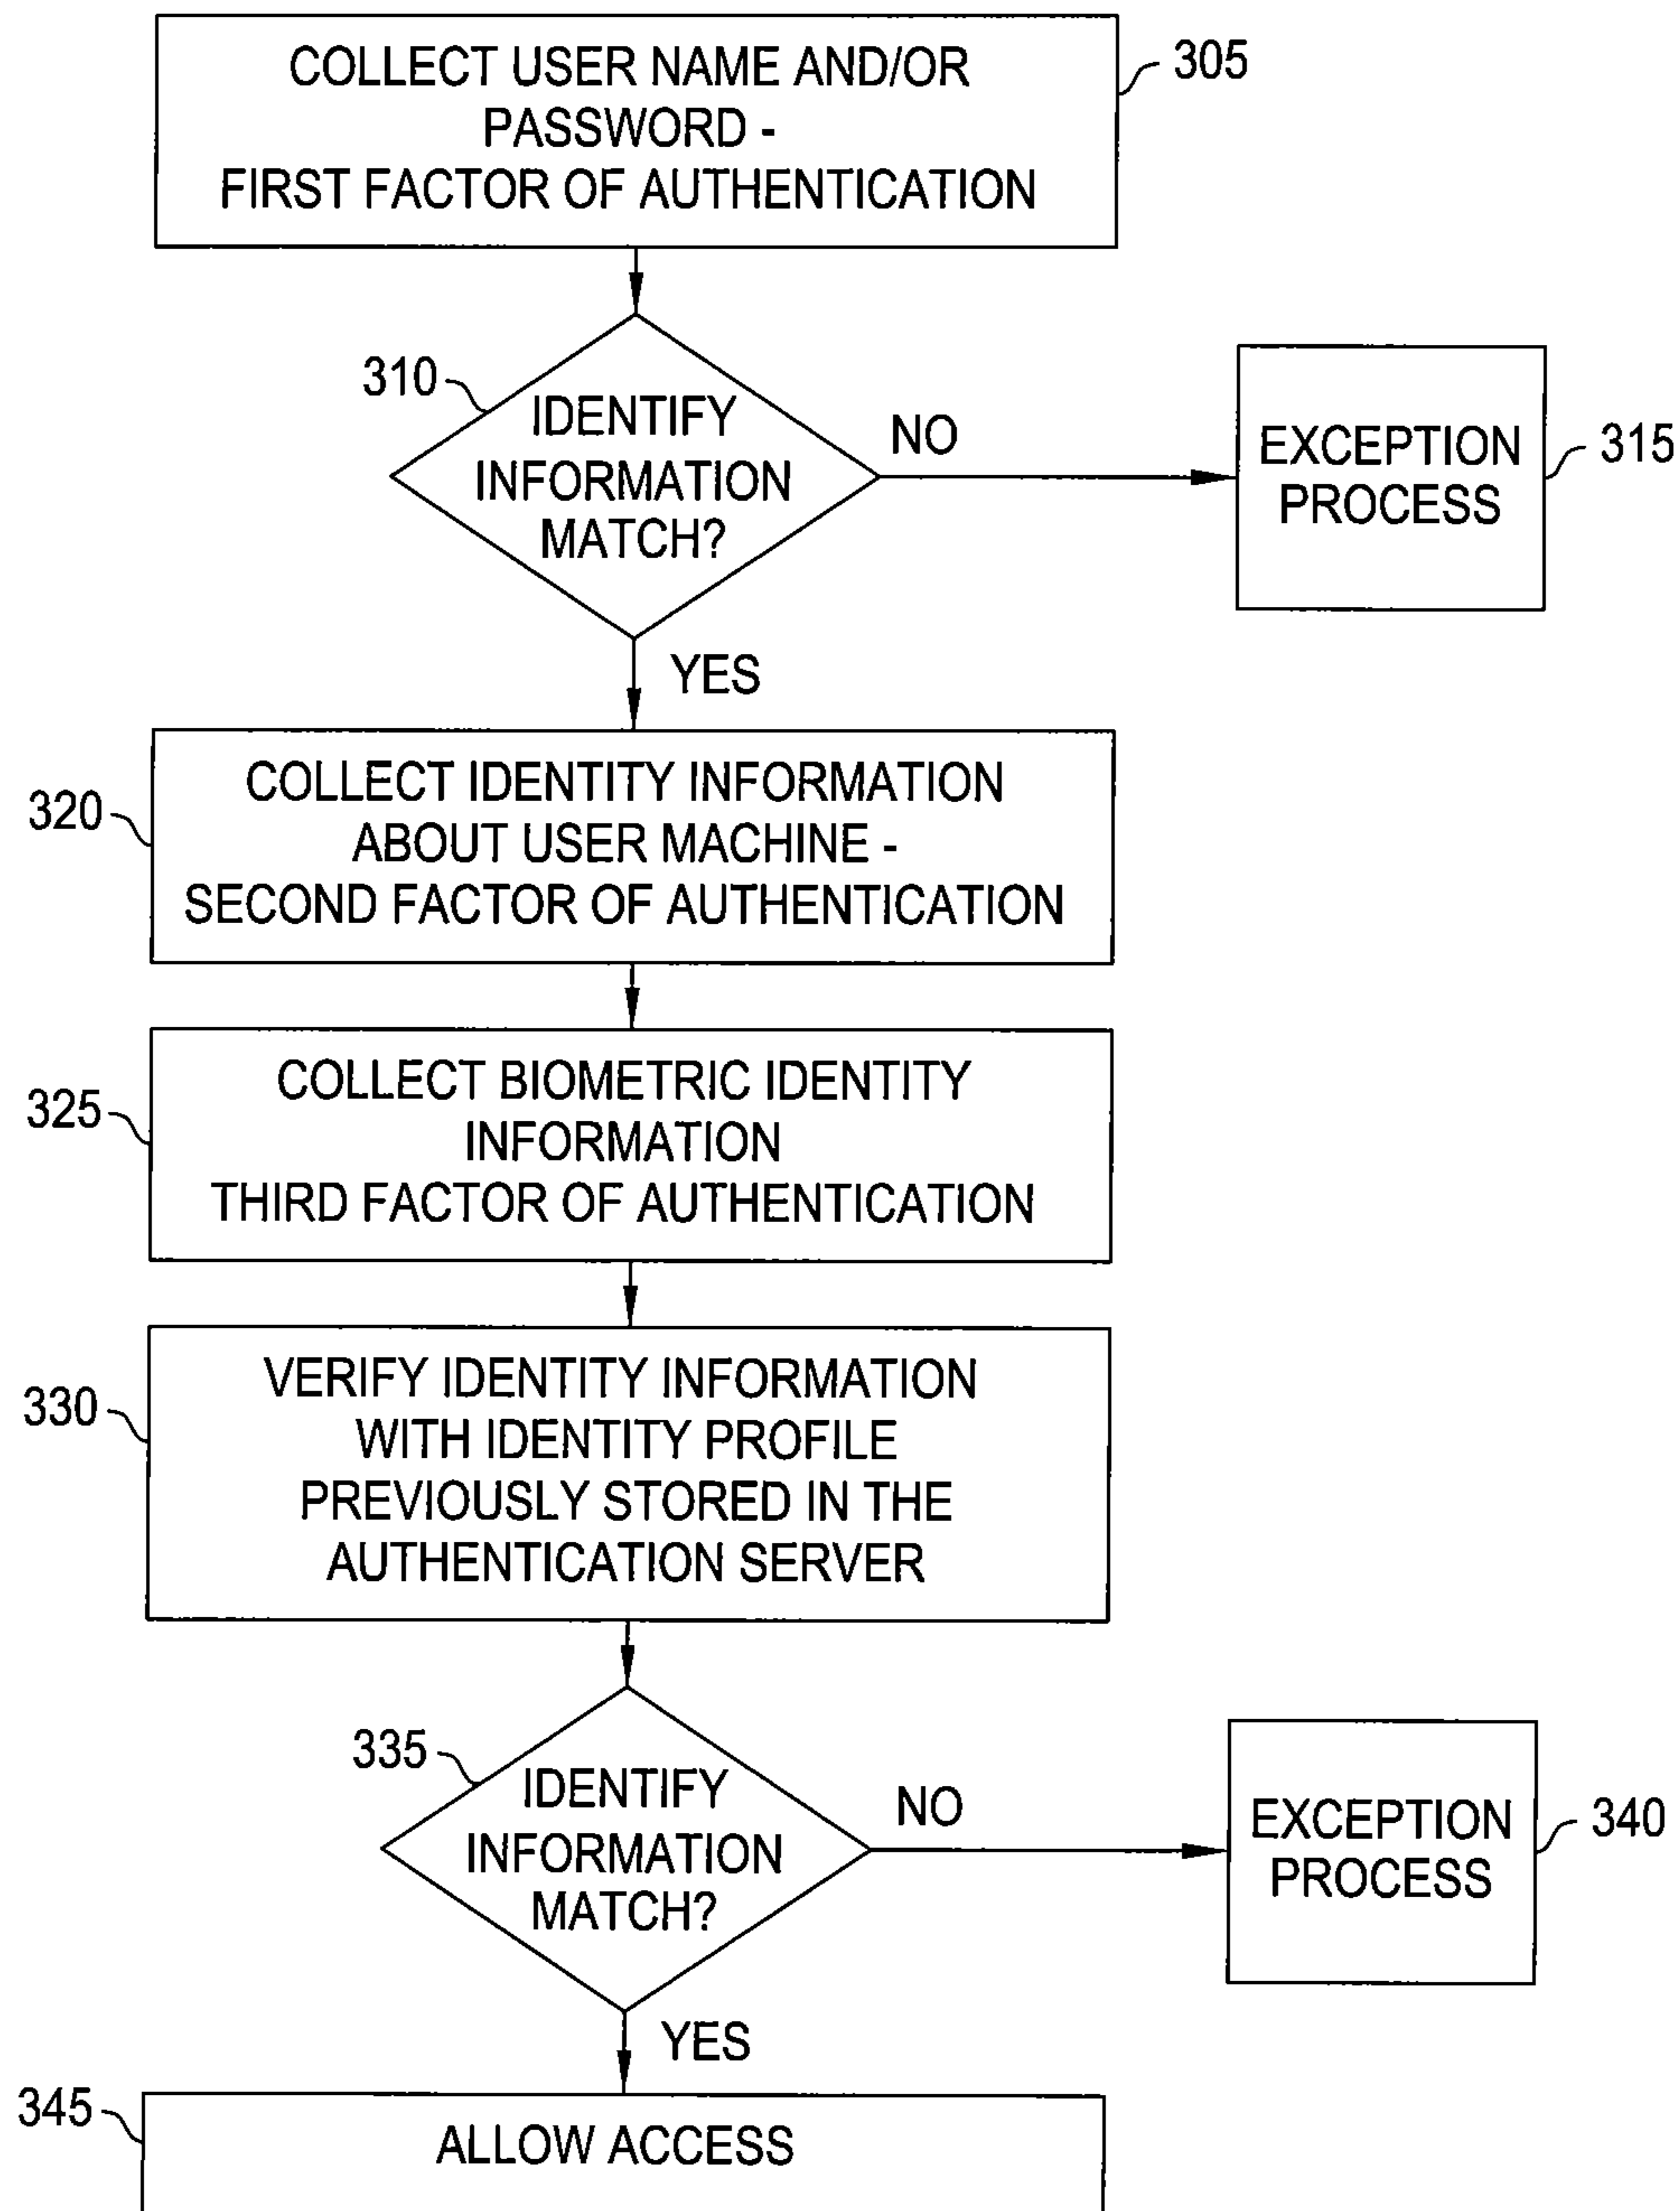 COLLECT USER NAME AND/OR
PASSWORD -
FIRST FACTOR OF AUTHENTICATION
305
310
IDENTIFY
INFORMATION
MATCH?
NO
EXCEPTION
PROCESS
315
YES
320
COLLECT IDENTITY INFORMATION
ABOUT USER MACHINE -
SECOND FACTOR OF AUTHENTICATION
325
COLLECT BIOMETRIC IDENTITY
INFORMATION
THIRD FACTOR OF AUTHENTICATION
330
VERIFY IDENTITY INFORMATION
WITH IDENTITY PROFILE
PREVIOUSLY STORED IN THE
AUTHENTICATION SERVER
335
IDENTIFY
INFORMATION
MATCH?
NO
EXCEPTION
PROCESS
340
YES
345
ALLOW ACCESS